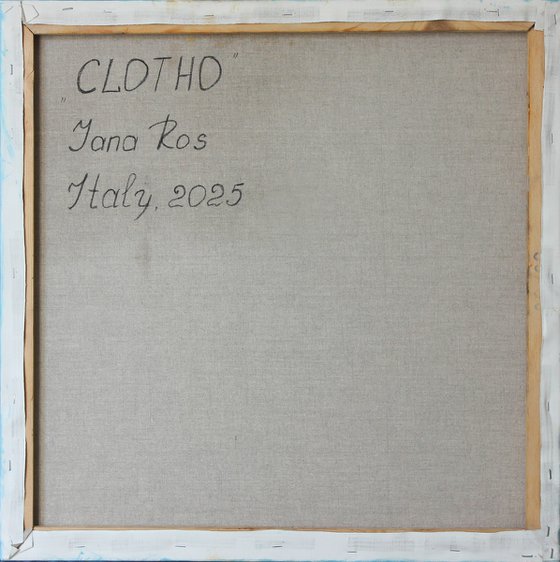 „CLOTHO"
Iana Ros
Italy, 2025